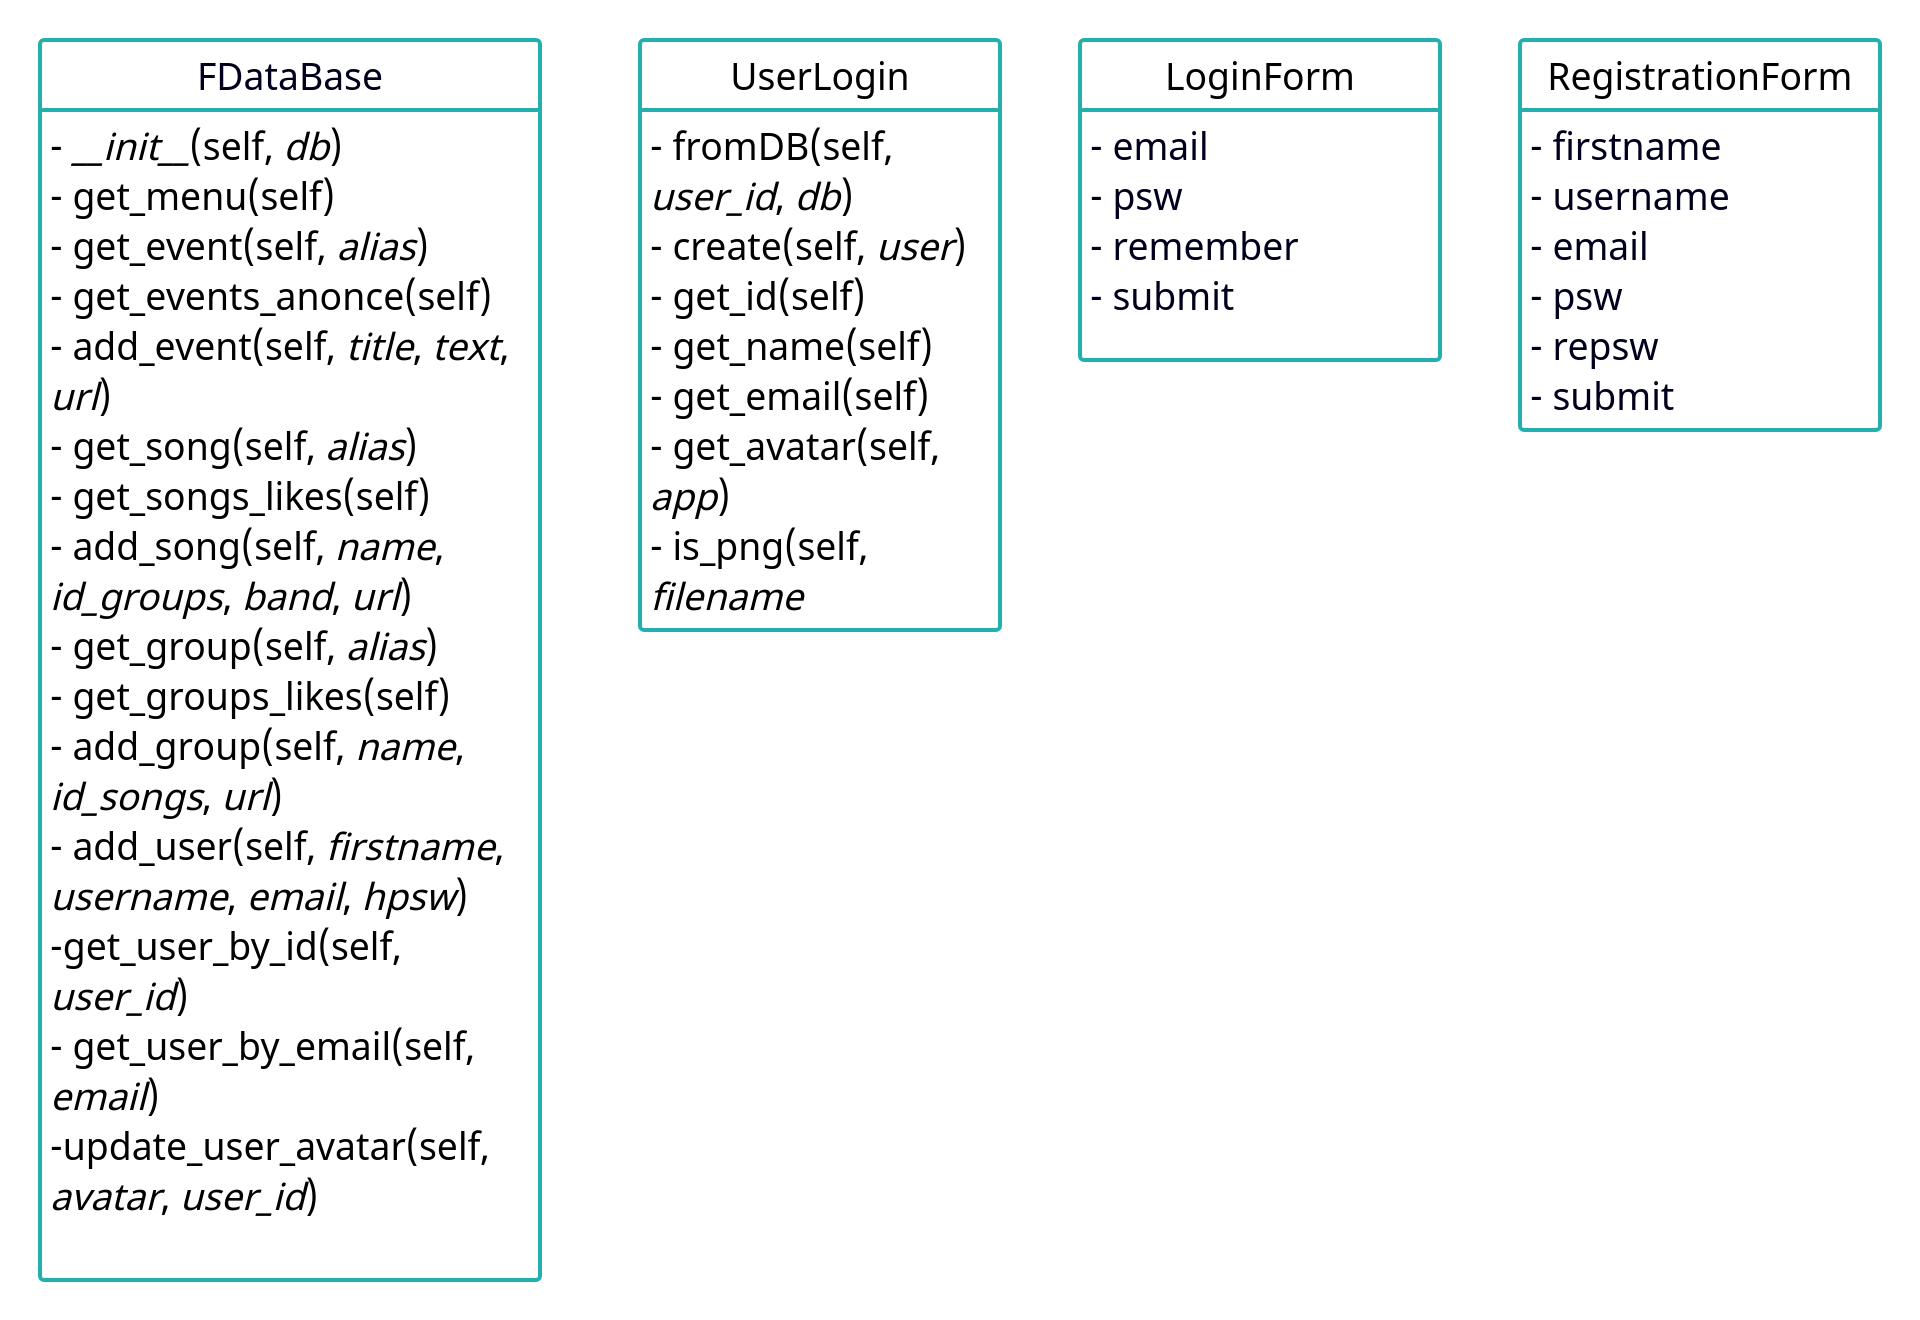 FDataBase
- __init__(self, db)
- get_menu(self)
- get_event(self, alias)
- get_events_anonce(self)
- add_event(self, title, text,
url)
- get_song(self, alias)
- get_songs_likes(self)
- add_song(self, name,
id_groups, band, url)
- get_group(self, alias)
- get_groups_likes(self)
- add_group(self, name,
id_songs, url)
- add_user(self, firstname,
username, email, hpsw)
-get_user_by_id(self,
user_id)
- get_user_by_email(self,
email)
-update_user_avatar(self,
avatar, user_id)
UserLogin
- fromDB(self,
user_id, db)
- create(self, user)
- get_id(self)
- get_name(self)
- get_email(self)
- get_avatar(self,
app)
- is_png(self,
filename
LoginForm
- email
- psw
- remember
- submit
RegistrationForm
- firstname
- username
- email
- psw
- repsw
- submit